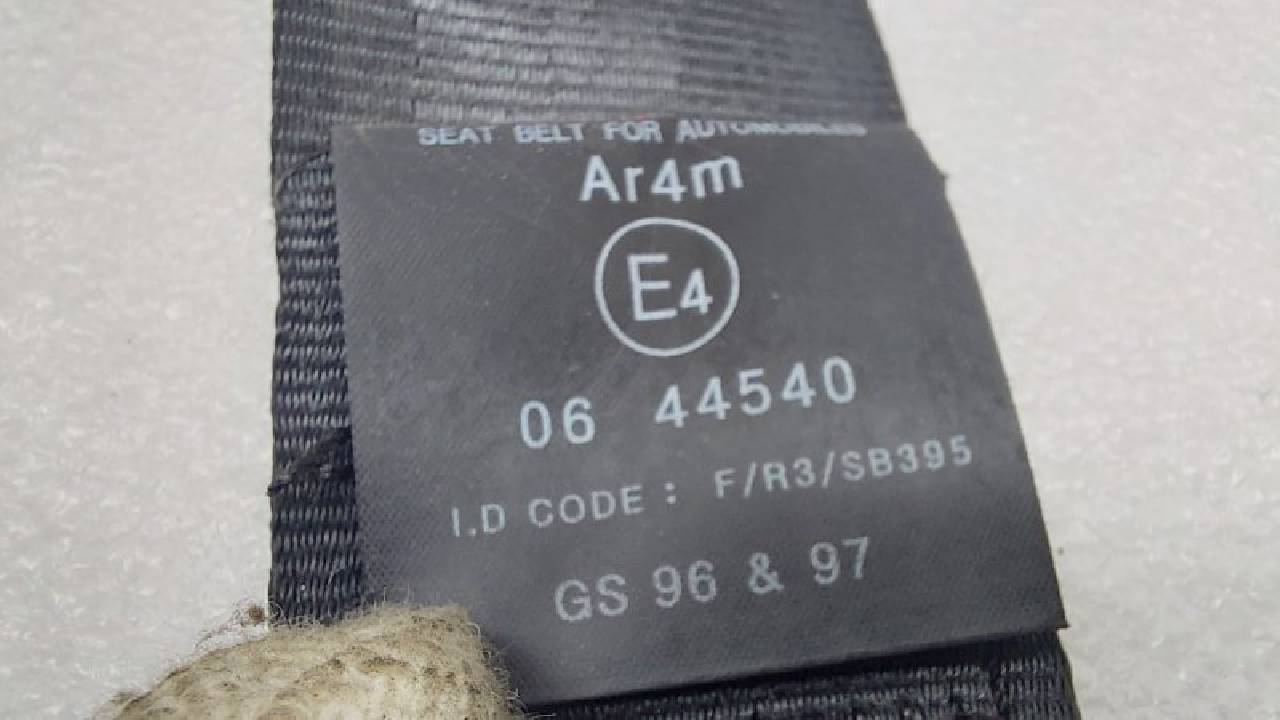 SEAT BELT FOR AUTOMOBILES
Ar4m
E4
06 44540
I.D CODE : F/R3/SB395
GS 96 & 97